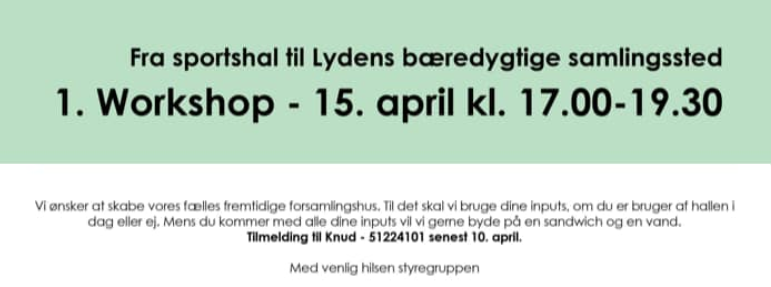 Fra sportshal til Lydens bæredygtige samlingssted
1. Workshop - 15. april kl. 17.00-19.30
Vi ønsker at skabe vores fælles fremtidige forsamlingshus. Til det skal vi bruge dine inputs, om du er bruger af hallen i
dag eller ej. Mens du kommer med alle dine inputs vil vi gerne byde på en sandwich og en vand.
Tilmelding til Knud - 51224101 senest 10. april.
Med venlig hilsen styregruppen